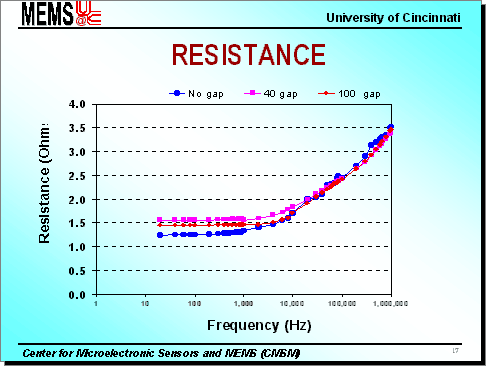 MEMS U C @C
University of Cincinnati
RESISTANCE
No gap 40 gap 100 gap
4.0
3.5
3.0
2.5
2.0
1.5
1.0
0.5
0.0
Resistance (Ohm
1 10 100 1,000 10,000 100,000 1,000,000
Frequency (Hz)
Center for Microelectronic Sensors and MEMS (CMSM)
17